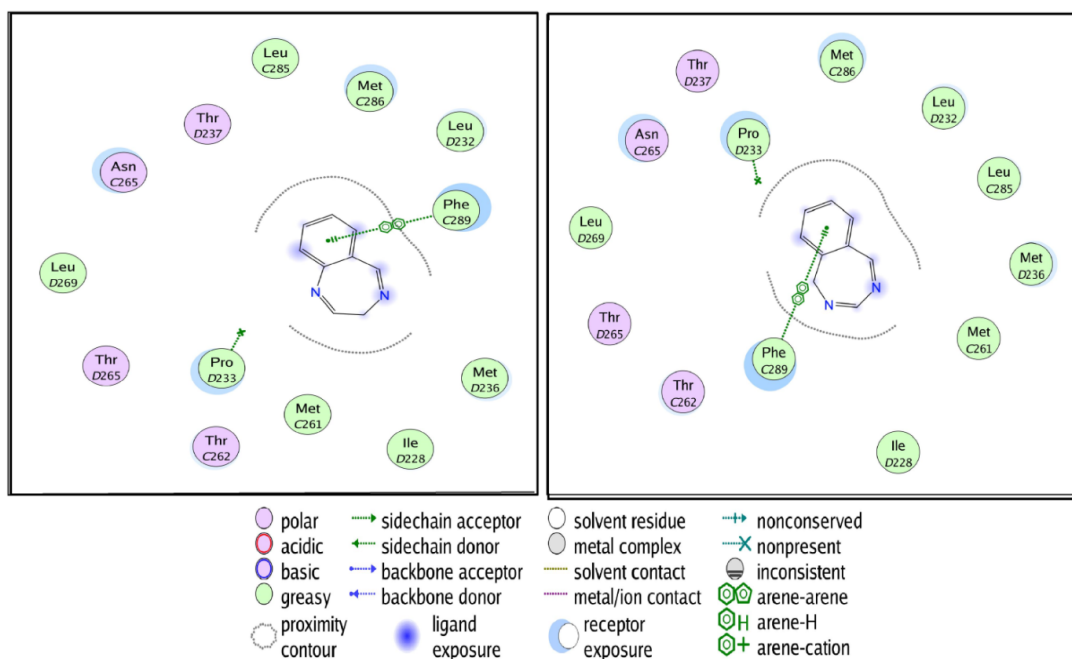 Leu
C285
Met
C286
Thr
D237
Leu
D232
Asn
C265
Phe
C289
Leu
D269
N
N
Thr
D265
Pro
D233
Met
D236
Met
C261
Thr
C262
Ile
D228
Met
C286
Thr
D237
Leu
D232
Asn
C265
Pro
D233
Leu
C285
Leu
D269
Met
D236
N
N
Thr
D265
Met
C261
Phe
C289
Thr
C262
Ile
D228
polar
sidechain acceptor
solvent residue
nonconserved
acidic
sidechain donor
metal complex
nonpresent
basic
backbone acceptor
solvent contact
inconsistent
greasy
backbone donor
metal/ion contact
arene-arene
proximity
contour
ligand
exposure
receptor
exposure
H
arene-H
+
arene-cation